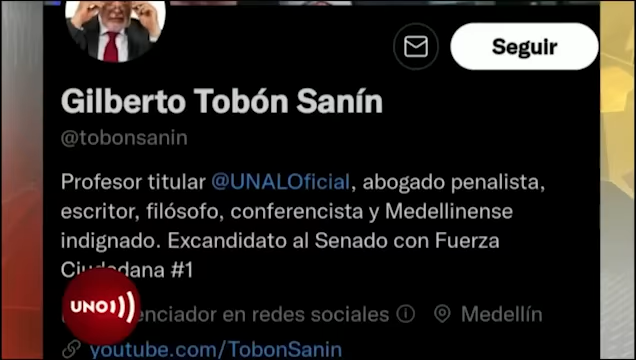 Seguir
Gilberto Tobón Sanín
@tobonsanin
Profesor titular @UNALOficial, abogado penalista,
escritor, filósofo, conferencista y Medellinense
indignado. Excandidato al Senado con Fuerza
#1
UNO
en redes sociales Medellín
youtube.com/TobonSanin